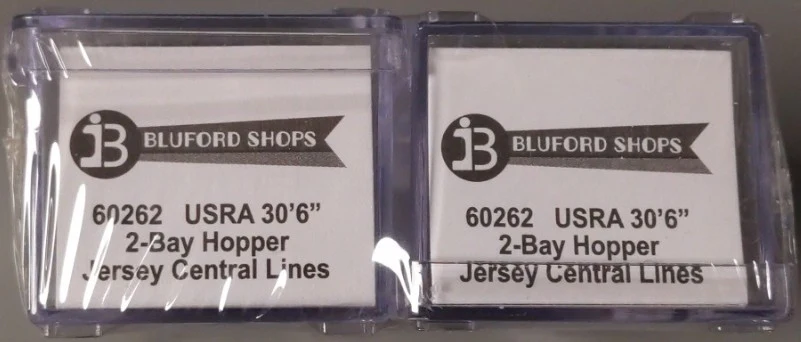 BLUFORD SHOPS
60262 USRA 30'6"
2-Bay Hopper
Jersey Central Lines
BLUFORD SHOPS
60262 USRA 30'6"
2-Bay Hopper
Jersey Central Lines